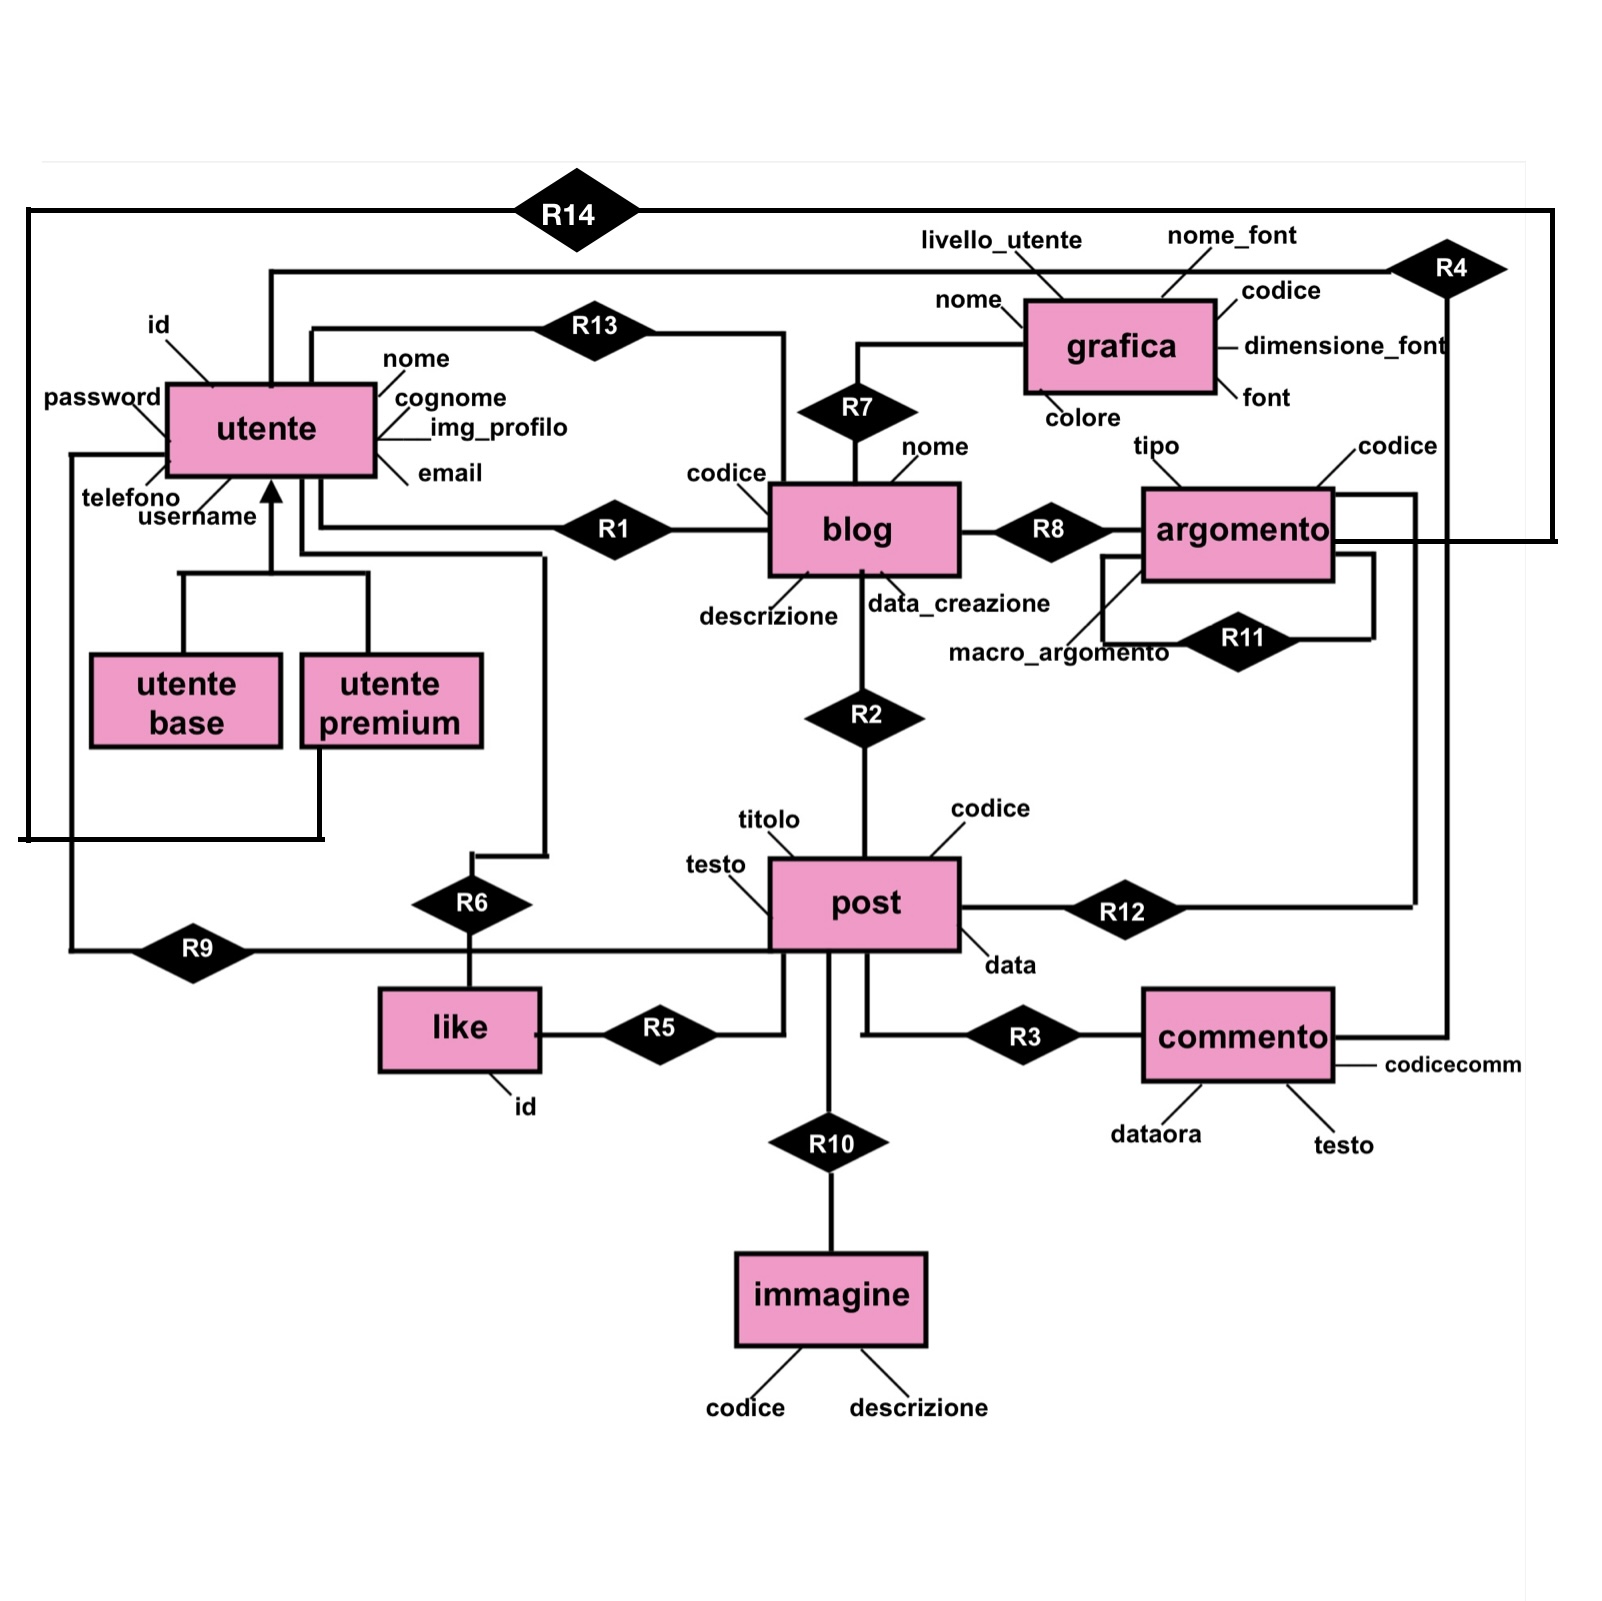 R14
livello_utente
nome_font
R4
nome
codice
grafica
dimensione_font
font
colore
id
R13
nome
password
cognome
utente
img_profilo
email
telefono
username
R7
nome
codice
blog
R1
R8
tipo
codice
argomento
descrizione
data_creazione
macro_argomento
R11
utente
base
utente
premium
R2
titolo
codice
testo
post
R12
data
R6
R9
like
R5
id
R3
commento
codicecomm
dataora
testo
R10
immagine
codice
descrizione